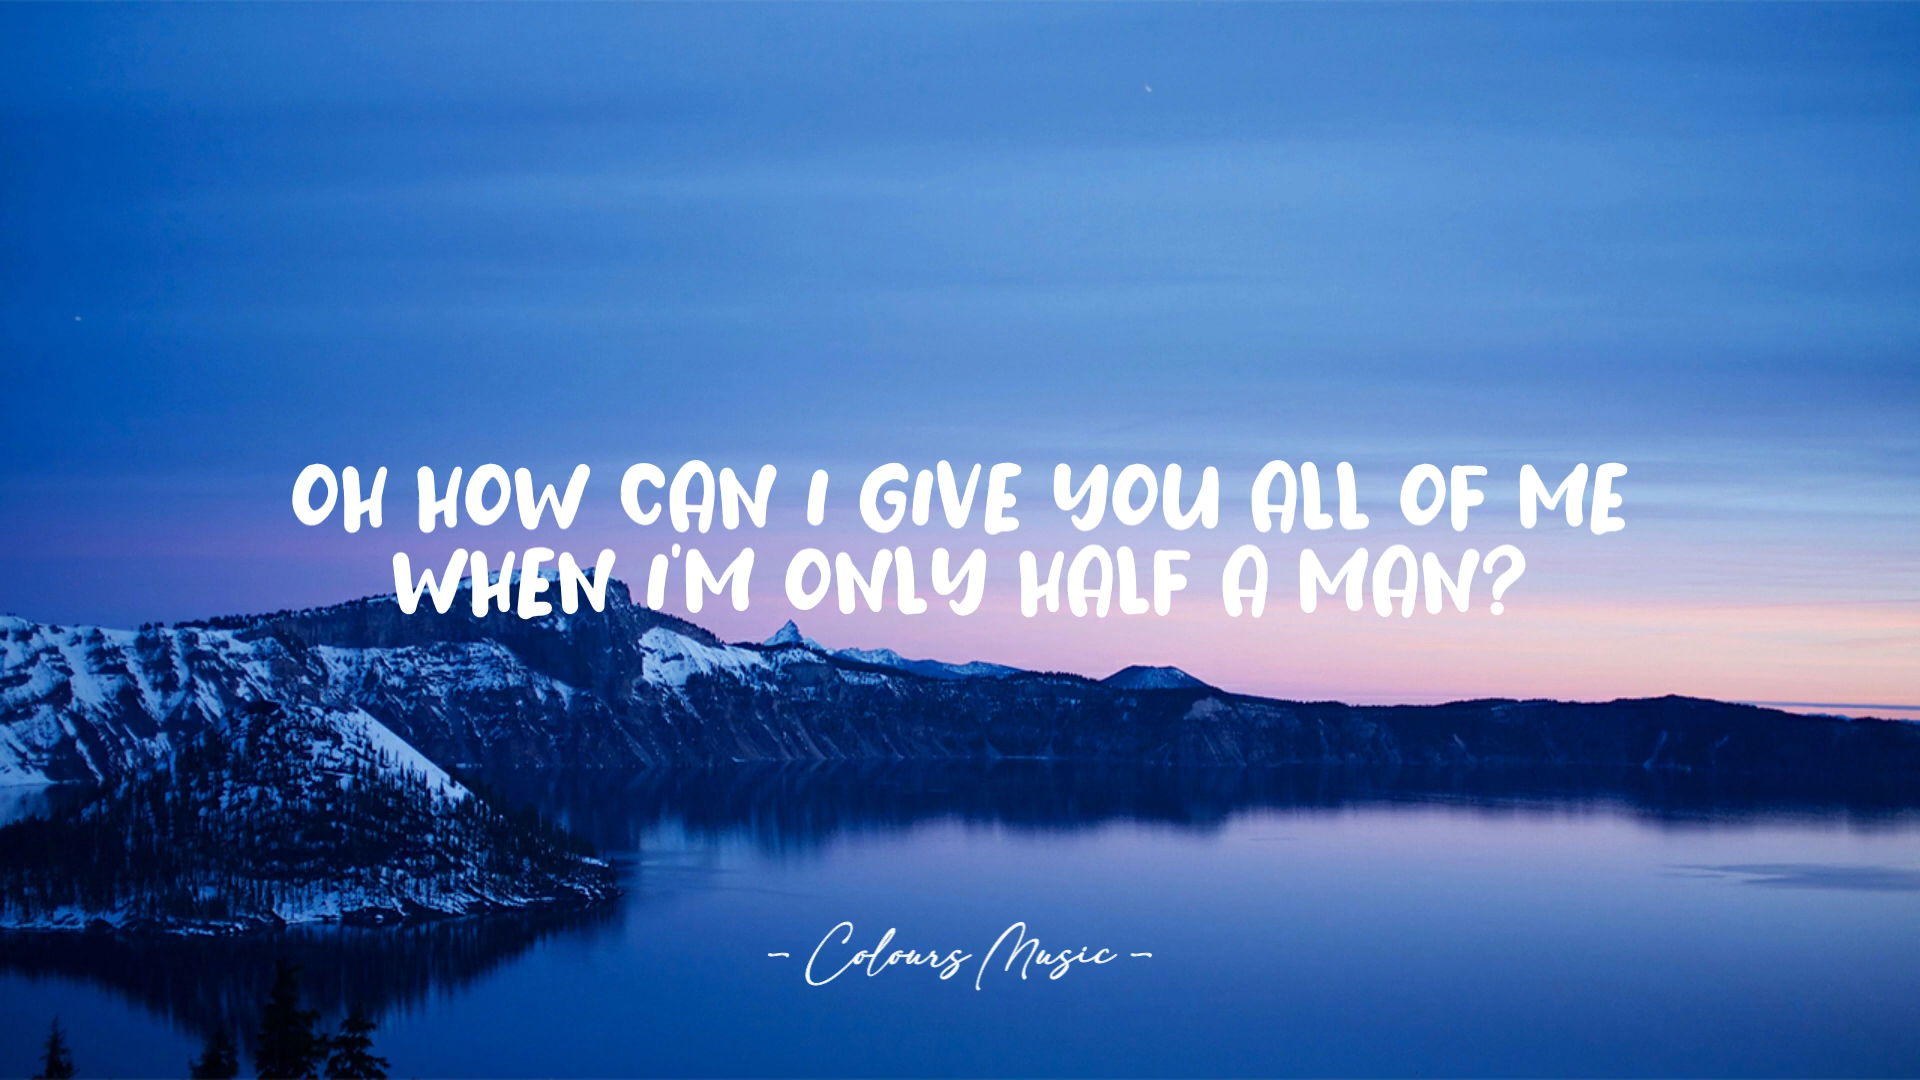 OH HOW CAN I GIVE YOU ALL OF ME
WHEN I'M ONLY HALF A MAN?
- Colours Music -